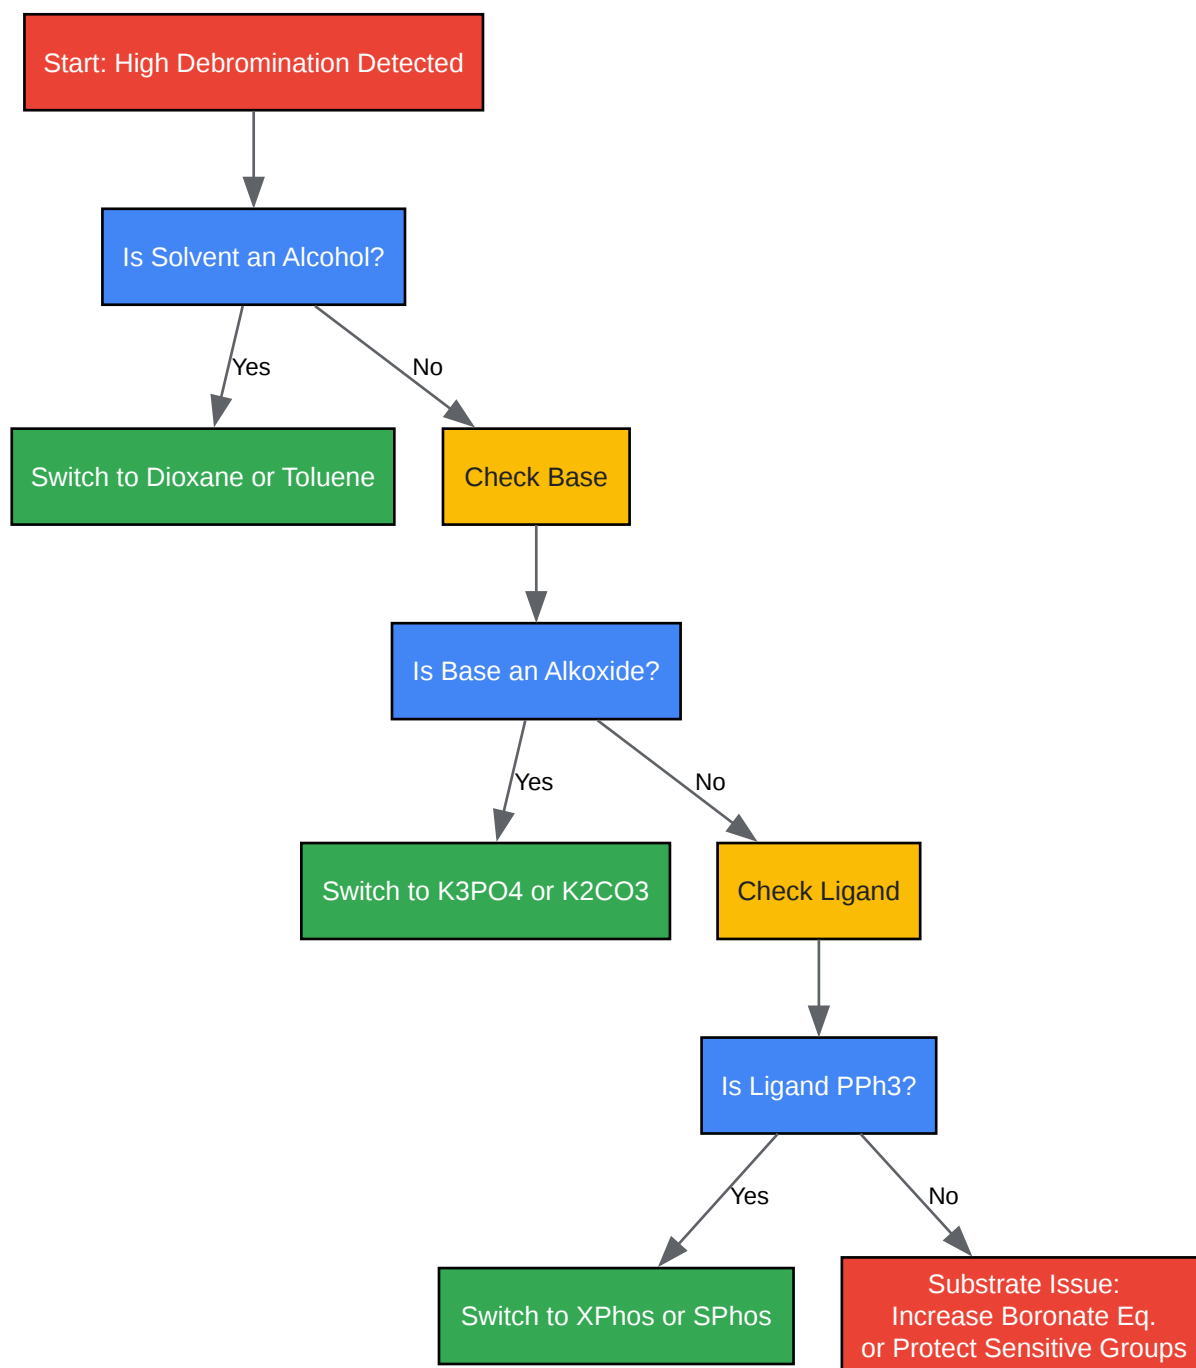 Start: High Debromination Detected
Is Solvent an Alcohol?
Yes
No
Switch to Dioxane or Toluene
Check Base
Is Base an Alkoxide?
Yes
No
Switch to K3PO4 or K2CO3
Check Ligand
Is Ligand PPh3?
Yes
No
Switch to XPhos or SPhos
Substrate Issue:
Increase Boronate Eq.
or Protect Sensitive Groups